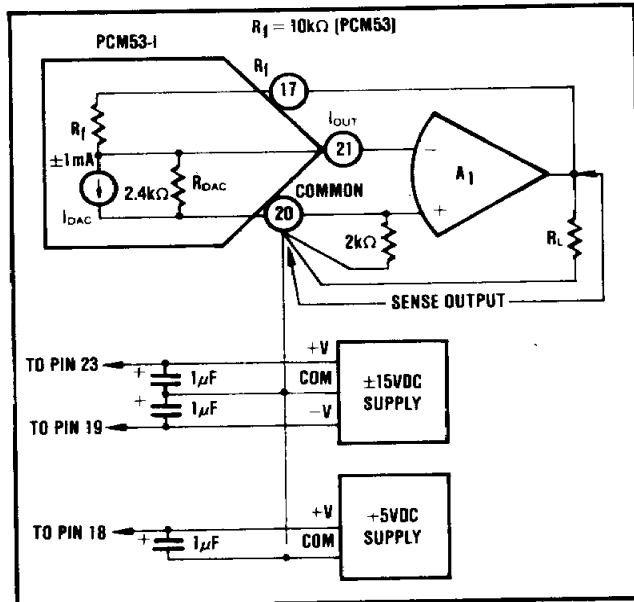 R_f = 10kΩ (PCM53)
PCM53-I
R_f
17
I_OUT
R_f
±1mA
21
−
A_1
2.4kΩ
R_DAC
COMMON
I_DAC
20
+
2kΩ
R_L
SENSE OUTPUT
+V
TO PIN 23
+
1μF
COM
±15VDC
SUPPLY
+
1μF
−V
TO PIN 19
+V
TO PIN 18
+
1μF
COM
+5VDC
SUPPLY